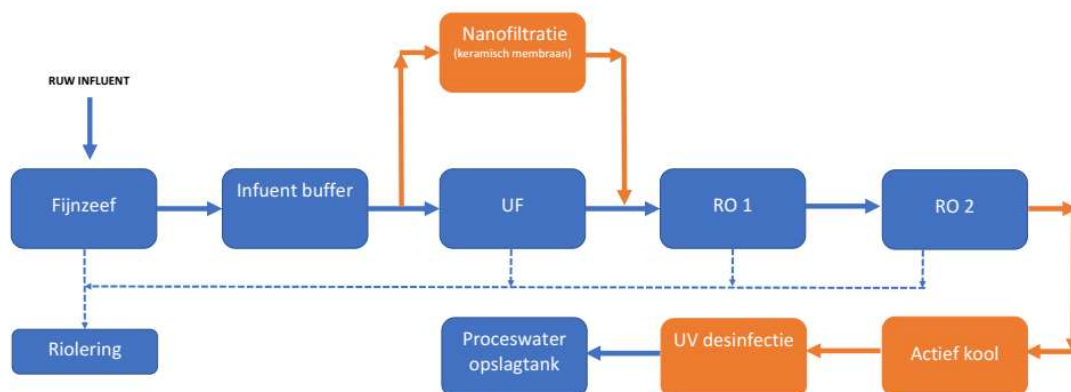 Nanofiltratie
(keramisch membraan)
RUW INFLUENT
Fijnzeef
Infuent buffer
UF
RO 1
RO 2
Riolering
Proceswater
opslagtank
UV desinfectie
Actief kool